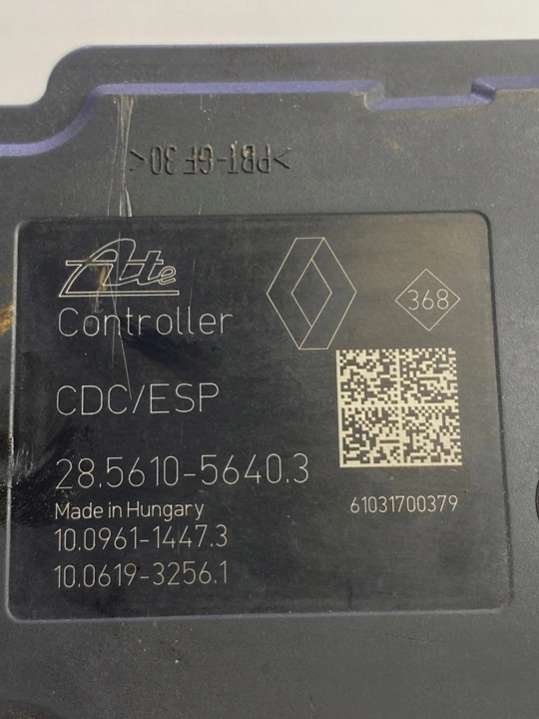 >PBT-GF 30<
Ate
368
Controller
CDC/ESP
28.5610-5640.3
Made in Hungary
61031700379
10.0961-1447.3
10.0619-3256.1